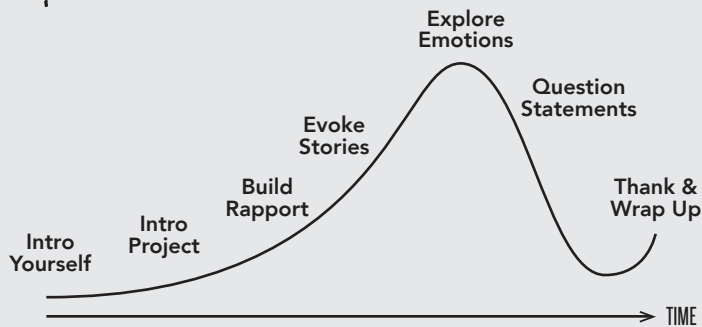 Intro
Yourself
Intro
Project
Build
Rapport
Evoke
Stories
Explore
Emotions
Question
Statements
Thank &
Wrap Up
TIME